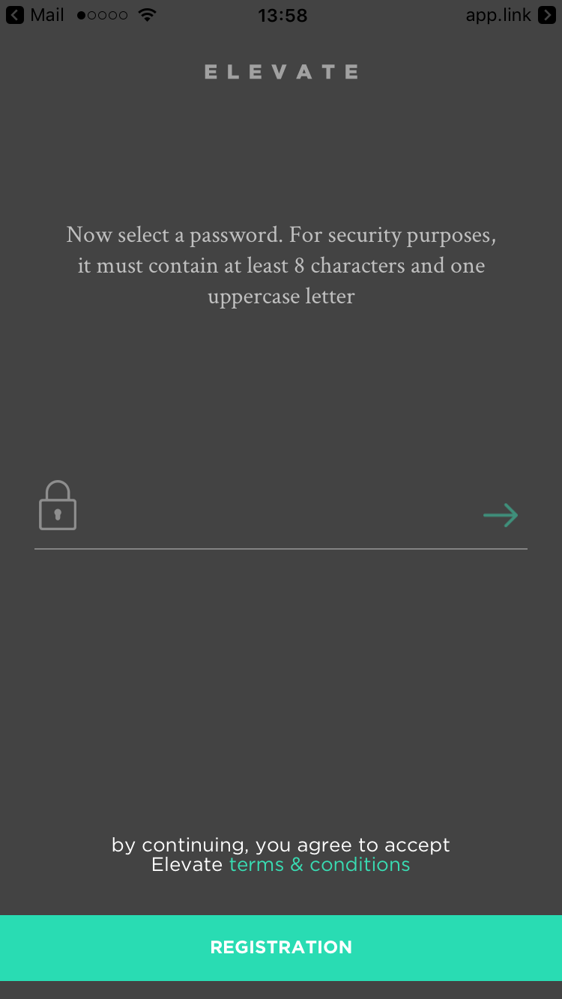 Mail 13:58 app.link
ELEVATE
Now select a password. For security purposes,
it must contain at least 8 characters and one
uppercase letter
by continuing, you agree to accept
Elevate terms & conditions
REGISTRATION